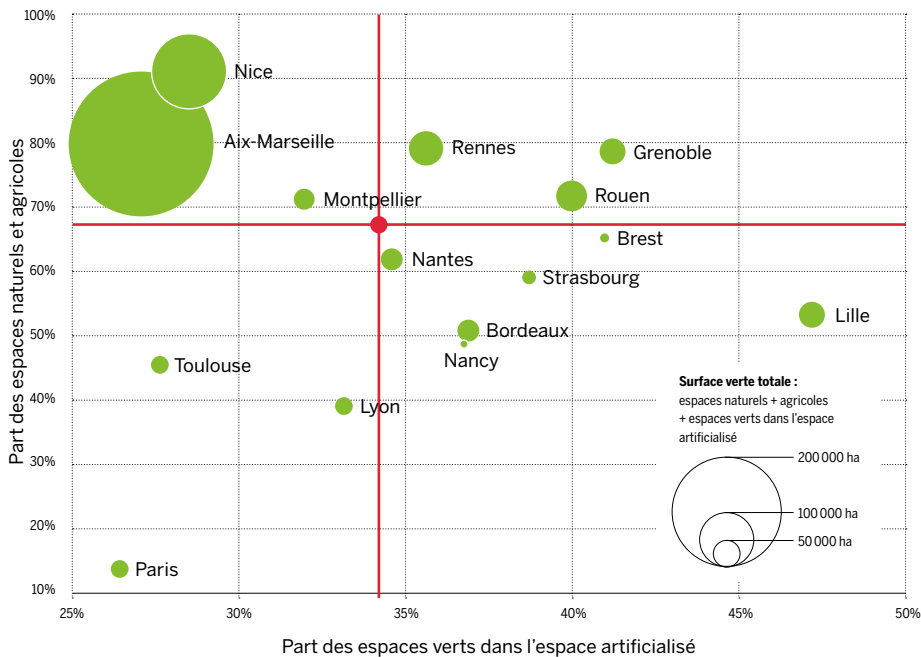 100%
90%
80%
70%
60%
50%
40%
30%
20%
10%
Part des espaces naturels et agricoles
Nice
Aix-Marseille
Rennes
Grenoble
Montpellier
Rouen
Brest
Nantes
Strasbourg
Lille
Bordeaux
Nancy
Toulouse
Lyon
Paris
Surface verte totale :
espaces naturels + agricoles
+ espaces verts dans l'espace
artificialisé
200 000 ha
100 000 ha
50 000 ha
25% 30% 35% 40% 45% 50%
Part des espaces verts dans l'espace artificialisé